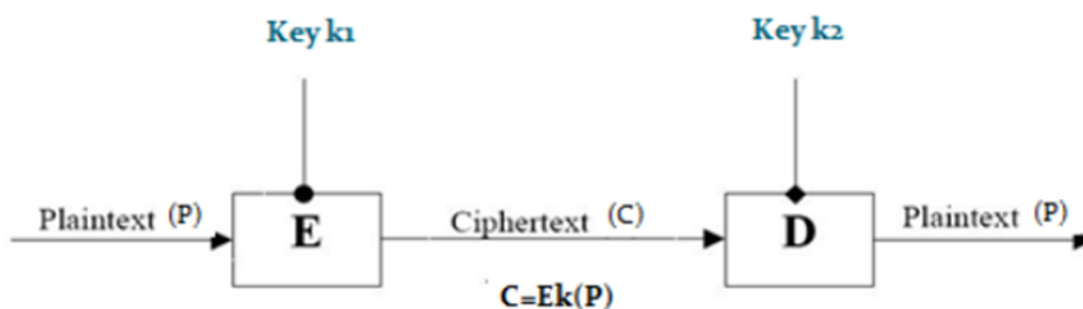 Key k1
Key k2
Plaintext (P)
E
Ciphertext (C)
D
Plaintext (P)
C=Ek(P)